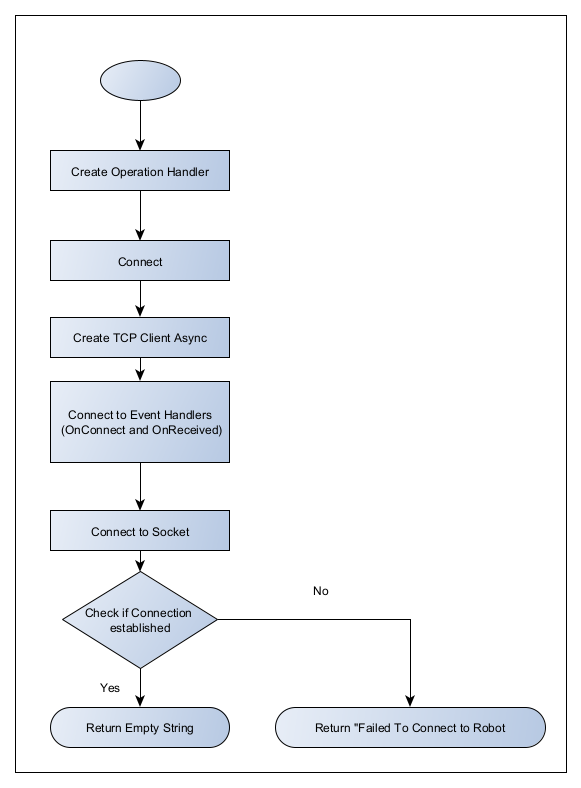 Create Operation Handler
Connect
Create TCP Client Async
Connect to Event Handlers
(OnConnect and OnReceived)
Connect to Socket
Check if Connection
established
No
Yes
Return Empty String
Return "Failed To Connect to Robot